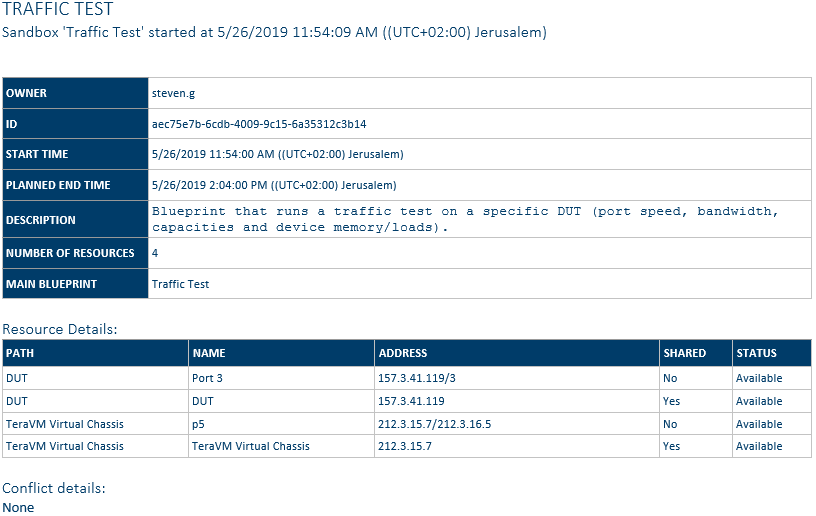 TRAFFIC TEST
Sandbox 'Traffic Test' started at 5/26/2019 11:54:09 AM ((UTC+02:00) Jerusalem)
OWNER steven.g
ID aec75e7b-6cdb-4009-9c15-6a35312c3b14
START TIME 5/26/2019 11:54:00 AM ((UTC+02:00) Jerusalem)
PLANNED END TIME 5/26/2019 2:04:00 PM ((UTC+02:00) Jerusalem)
DESCRIPTION Blueprint that runs a traffic test on a specific DUT (port speed, bandwidth,
capacities and device memory/loads).
NUMBER OF RESOURCES 4
MAIN BLUEPRINT Traffic Test
Resource Details:
PATH NAME ADDRESS SHARED STATUS
DUT Port 3 157.3.41.119/3 No Available
DUT DUT 157.3.41.119 Yes Available
TeraVM Virtual Chassis p5 212.3.15.7/212.3.16.5 No Available
TeraVM Virtual Chassis TeraVM Virtual Chassis 212.3.15.7 Yes Available
Conflict details:
None